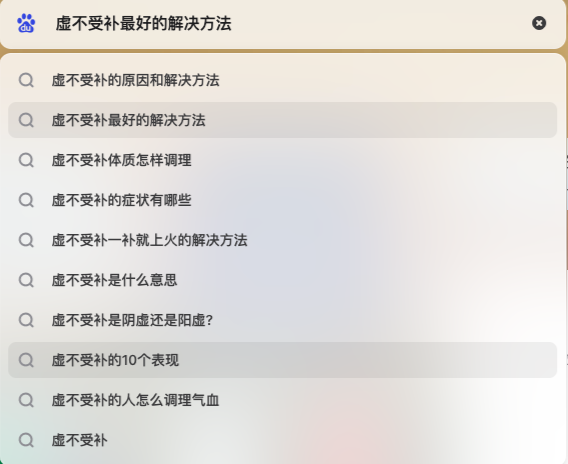 du
虚不受补最好的解决方法
虚不受补的原因和解决方法
虚不受补最好的解决方法
虚不受补体质怎样调理
虚不受补的症状有哪些
虚不受补一补就上火的解决方法
虚不受补是什么意思
虚不受补是阴虚还是阳虚?
虚不受补的10个表现
虚不受补的人怎么调理气血
虚不受补